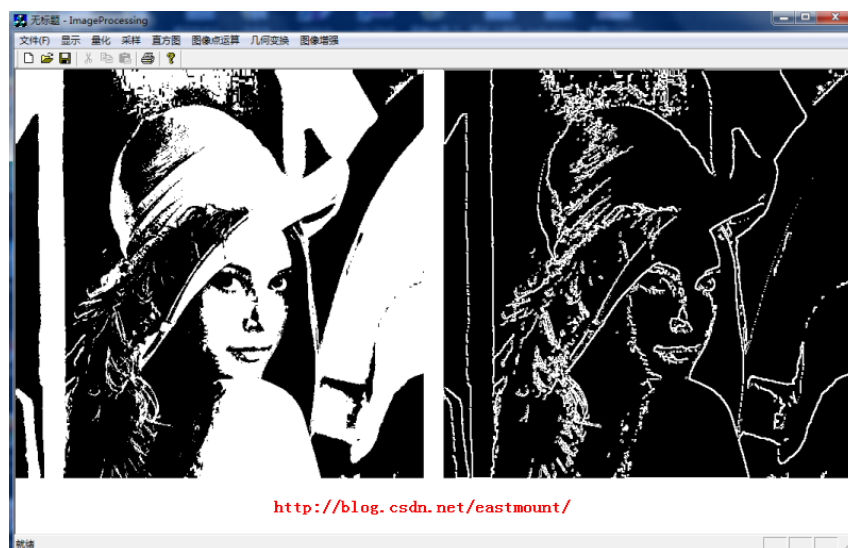 无标题 - ImageProcessing
文件(F) 显示 量化 采样 直方图 图像点运算 几何变换 图像增强
http://blog.csdn.net/eastmount/
就绪